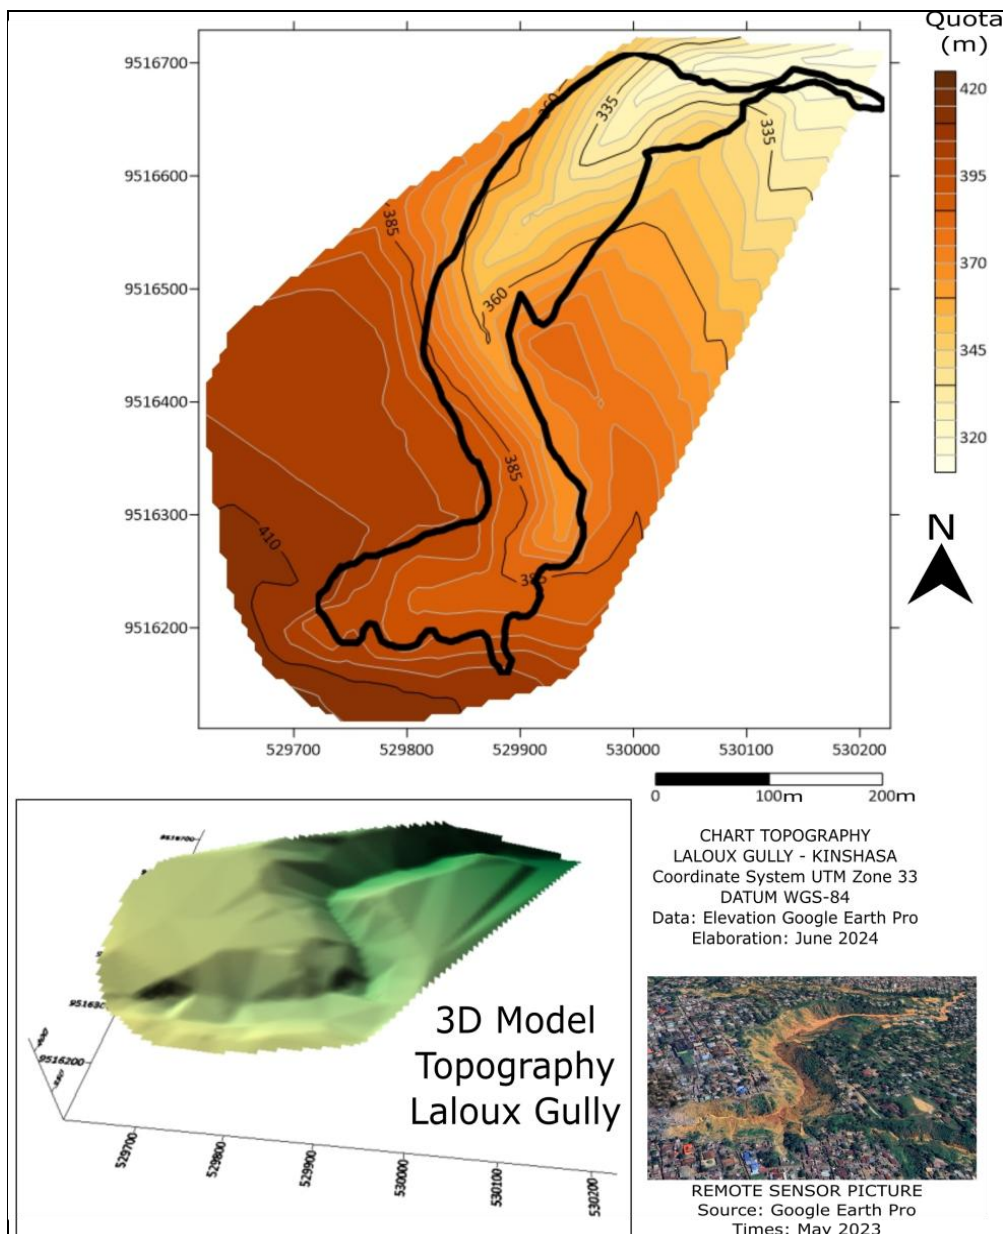 Quota
(m)
9516700
9516600
9516500
9516400
9516300
9516200
529700 529800 529900 530000 530100 530200
360
335
335
385
360
385
410
385
420
395
370
345
320
N
0 100m 200m
CHART TOPOGRAPHY
LALOUX GULLY - KINSHASA
Coordinate System UTM Zone 33
DATUM WGS-84
Data: Elevation Google Earth Pro
Elaboration: June 2024
9516700
9516200
529700 529800 529900 530000 530100 530200
3D Model
Topography
Laloux Gully
REMOTE SENSOR PICTURE
Source: Google Earth Pro
Times: May 2023